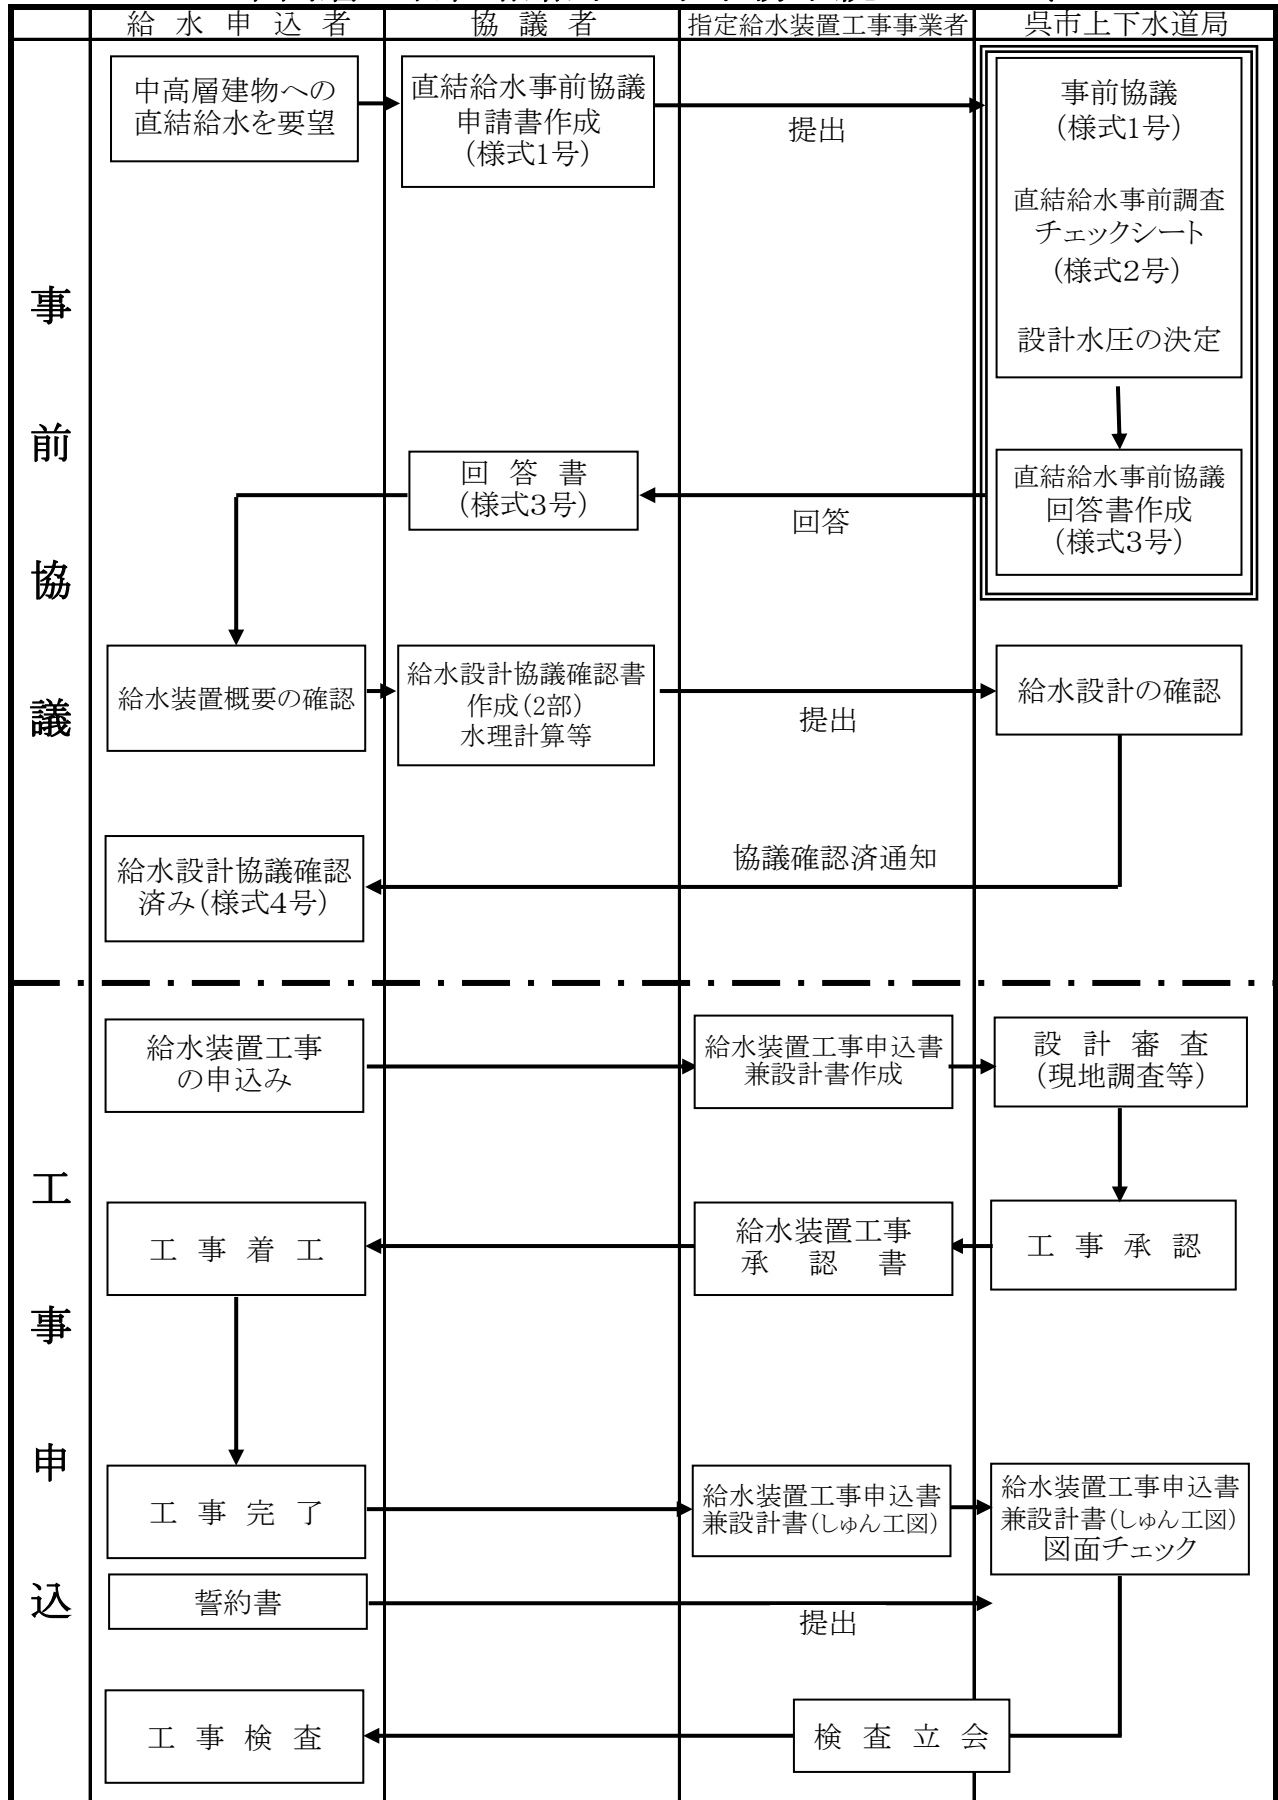 給水申込者
協議者
指定給水装置工事事業者
呉市上下水道局
事前協議
中高層建物への
直結給水を要望
直結給水事前協議
申請書作成
(様式1号)
提出
事前協議
(様式1号)
直結給水事前調査
チェックシート
(様式2号)
設計水圧の決定
直結給水事前協議
回答書作成
(様式3号)
回答
回答書
(様式3号)
給水装置概要の確認
給水設計協議確認書
作成(2部)
水理計算等
提出
給水設計の確認
協議確認済通知
給水設計協議確認
済み(様式4号)
工事申込
給水装置工事
の申込み
給水装置工事申込書
兼設計書作成
設計審査
(現地調査等)
工事承認
給水装置工事
承認書
工事着工
工事完了
給水装置工事申込書
兼設計書(しゅん工図)
給水装置工事申込書
兼設計書(しゅん工図)
図面チェック
誓約書
提出
検査立会
工事検査